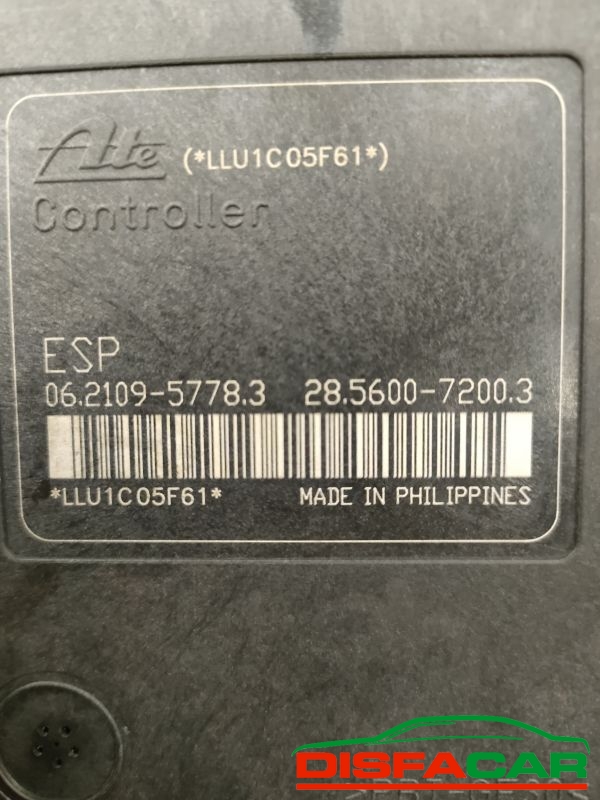 Ate (*LLU1C05F61*)
Controller
ESP
06.2109-5778.3 28.5600-7200.3
*LLU1C05F61* MADE IN PHILIPPINES
DISFACAR